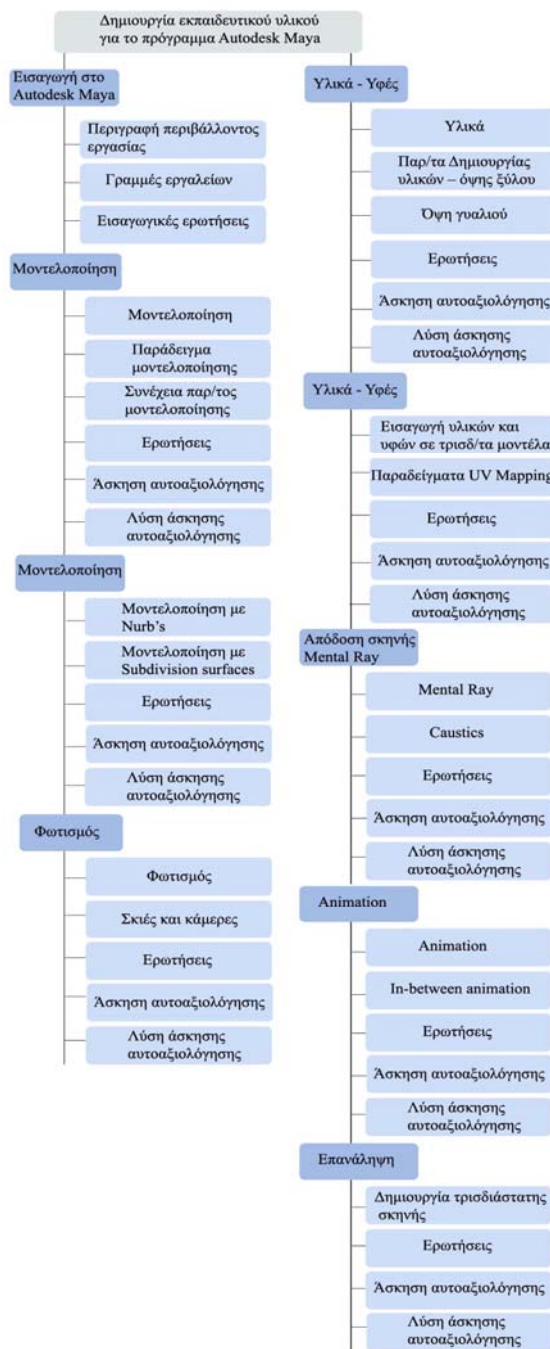 Δημιουργία εκπαιδευτικού υλικού
για το πρόγραμμα Autodesk Maya
Εισαγωγή στο
Autodesk Maya
Περιγραφή περιβάλλοντος
εργασίας
Γραμμές εργαλείων
Εισαγωγικές ερωτήσεις
Μοντελοποίηση
Μοντελοποίηση
Παράδειγμα
μοντελοποίησης
Συνέχεια παρ/τος
μοντελοποίησης
Ερωτήσεις
Άσκηση αυτοαξιολόγησης
Λύση άσκησης
αυτοαξιολόγησης
Μοντελοποίηση
Μοντελοποίηση με
Nurb's
Μοντελοποίηση με
Subdivision surfaces
Ερωτήσεις
Άσκηση αυτοαξιολόγησης
Λύση άσκησης
αυτοαξιολόγησης
Φωτισμός
Φωτισμός
Σκιές και κάμερες
Ερωτήσεις
Άσκηση αυτοαξιολόγησης
Λύση άσκησης
αυτοαξιολόγησης
Υλικά - Υφές
Υλικά
Παρ/τα Δημιουργίας
υλικών – όψης ξύλου
Όψη γυαλιού
Ερωτήσεις
Άσκηση αυτοαξιολόγησης
Λύση άσκησης
αυτοαξιολόγησης
Υλικά - Υφές
Εισαγωγή υλικών και
υφών σε τρισδ/τα μοντέλα
Παραδείγματα UV Mapping
Ερωτήσεις
Άσκηση αυτοαξιολόγησης
Λύση άσκησης
αυτοαξιολόγησης
Απόδοση σκηνής
Mental Ray
Mental Ray
Caustics
Ερωτήσεις
Άσκηση αυτοαξιολόγησης
Λύση άσκησης
αυτοαξιολόγησης
Animation
Animation
In-between animation
Ερωτήσεις
Άσκηση αυτοαξιολόγησης
Λύση άσκησης
αυτοαξιολόγησης
Επανάληψη
Δημιουργία τρισδιάστατης
σκηνής
Ερωτήσεις
Άσκηση αυτοαξιολόγησης
Λύση άσκησης
αυτοαξιολόγησης